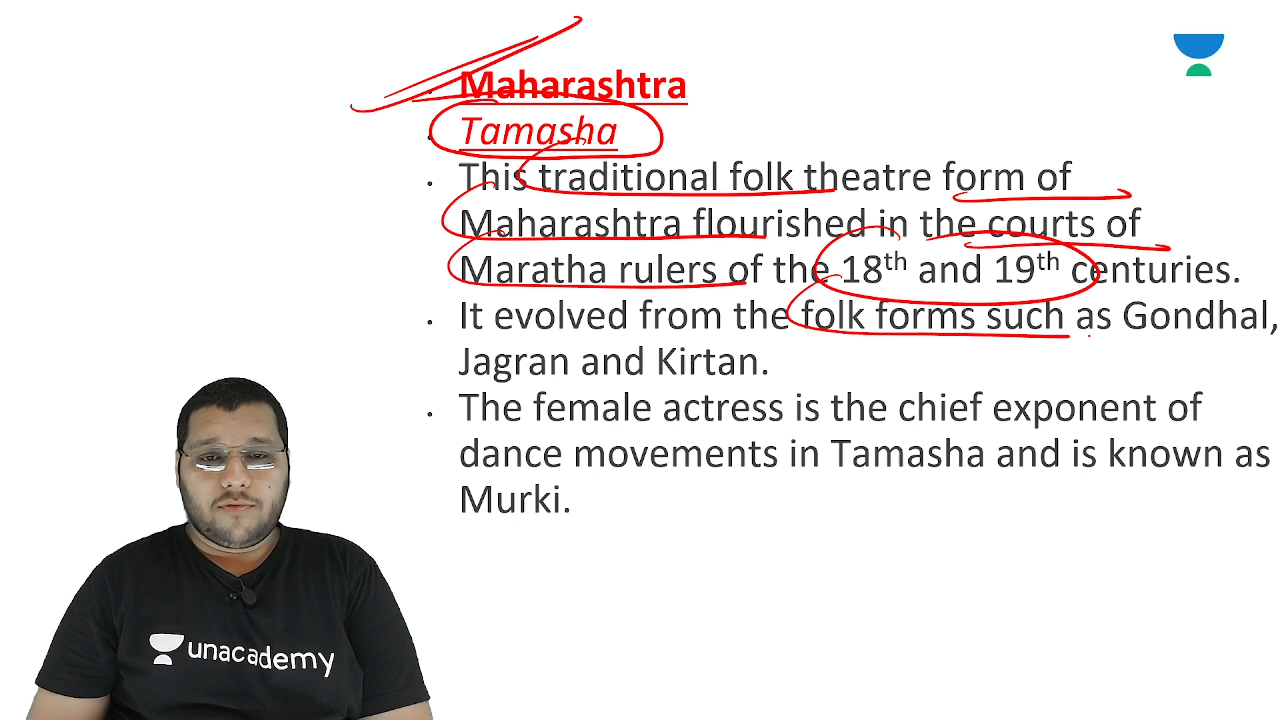 Maharashtra
Tamasha
This traditional folk theatre form of
Maharashtra flourished in the courts of
Maratha rulers of the 18th and 19th centuries.
It evolved from the folk forms such as Gondhal,
Jagran and Kirtan.
The female actress is the chief exponent of
dance movements in Tamasha and is known as
Murki.
unacademy